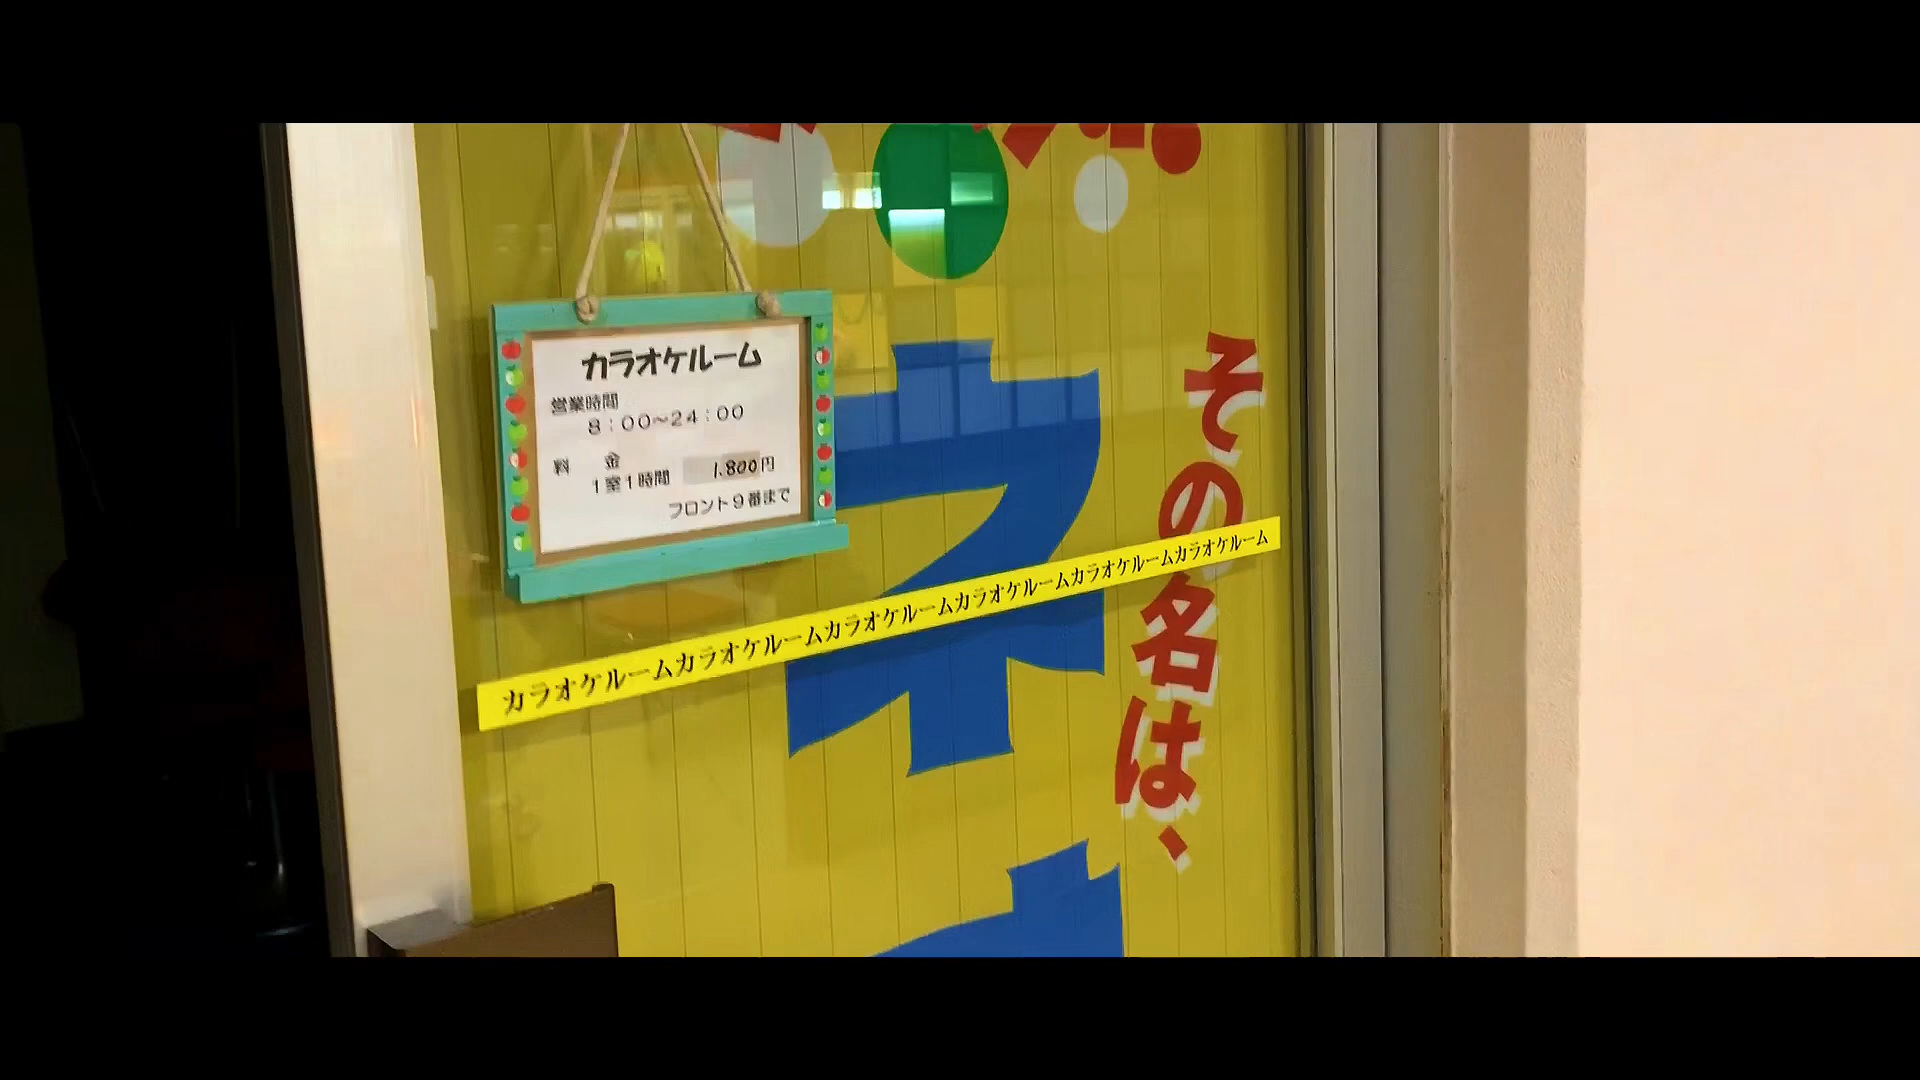 カラオケルーム
営業時間
8:00~24:00
料 金
1室1時間 1,800円
フロント9番まで
その名は、
ネ
カラオケルームカラオケルームカラオケルームカラオケルームカラオケルームカラオケルーム